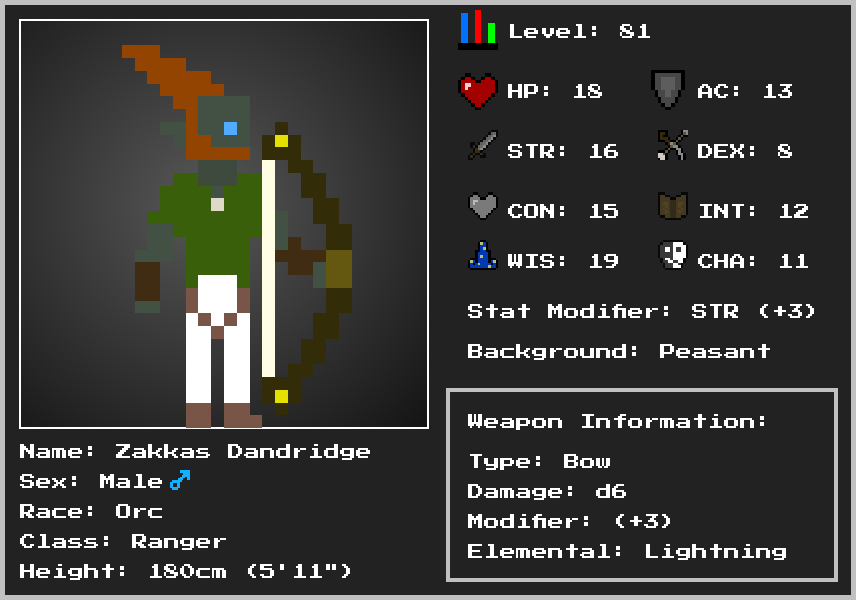 Level: 81
HP: 18
AC: 13
STR: 16
DEX: 8
CON: 15
INT: 12
WIS: 19
CHA: 11
Stat Modifier: STR (+3)
Background: Peasant
Weapon Information:
Type: Bow
Damage: d6
Modifier: (+3)
Elemental: Lightning
Name: Zakkas Dandridge
Sex: Male ♂
Race: Orc
Class: Ranger
Height: 180cm (5'11")